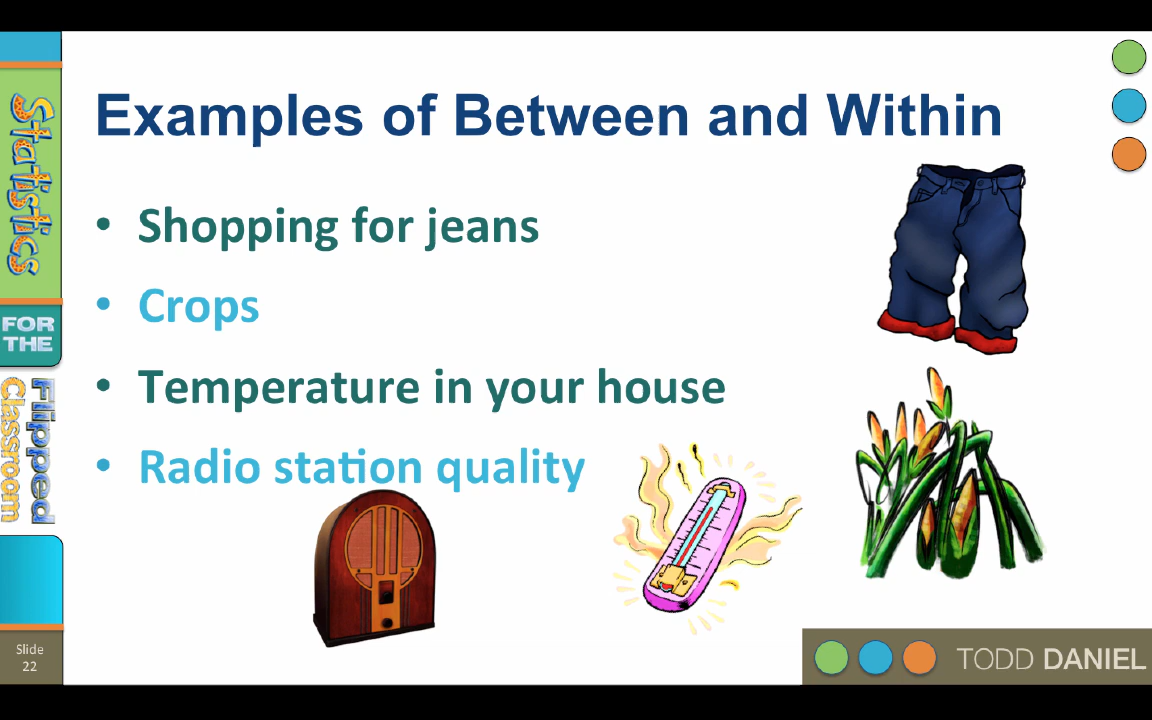 Examples of Between and Within
• Shopping for jeans
• Crops
• Temperature in your house
• Radio station quality
Statistics
FOR THE
Flipped
Classroom
Slide
22
TODD DANIEL